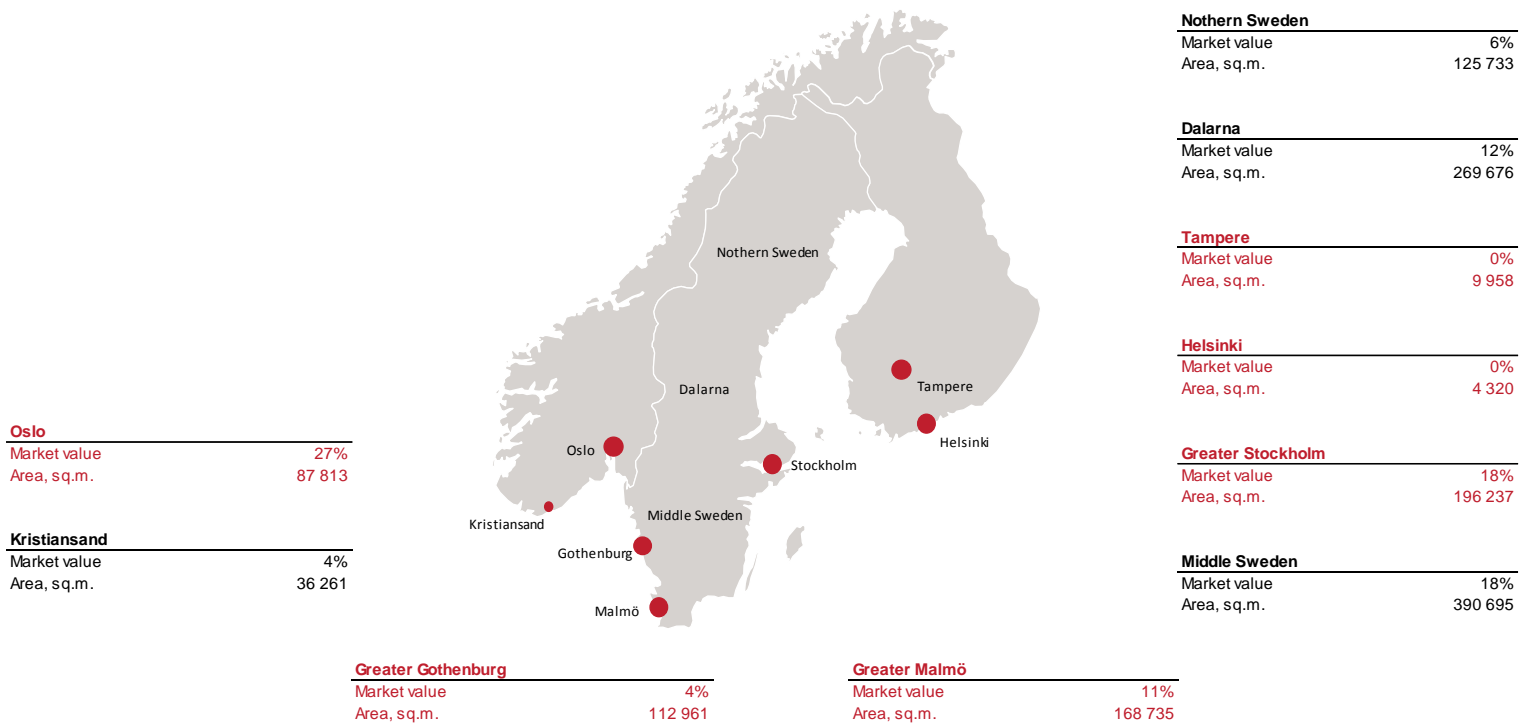 Nothern Sweden
Market value 6%
Area, sq.m. 125 733
Dalarna
Market value 12%
Area, sq.m. 269 676
Tampere
Market value 0%
Area, sq.m. 9 958
Helsinki
Market value 0%
Area, sq.m. 4 320
Greater Stockholm
Market value 18%
Area, sq.m. 196 237
Middle Sweden
Market value 18%
Area, sq.m. 390 695
Oslo
Market value 27%
Area, sq.m. 87 813
Kristiansand
Market value 4%
Area, sq.m. 36 261
Nothern Sweden
Dalarna
Tampere
Helsinki
Oslo
Stockholm
Kristiansand
Middle Sweden
Gothenburg
Malmö
Greater Gothenburg
Market value 4%
Area, sq.m. 112 961
Greater Malmö
Market value 11%
Area, sq.m. 168 735